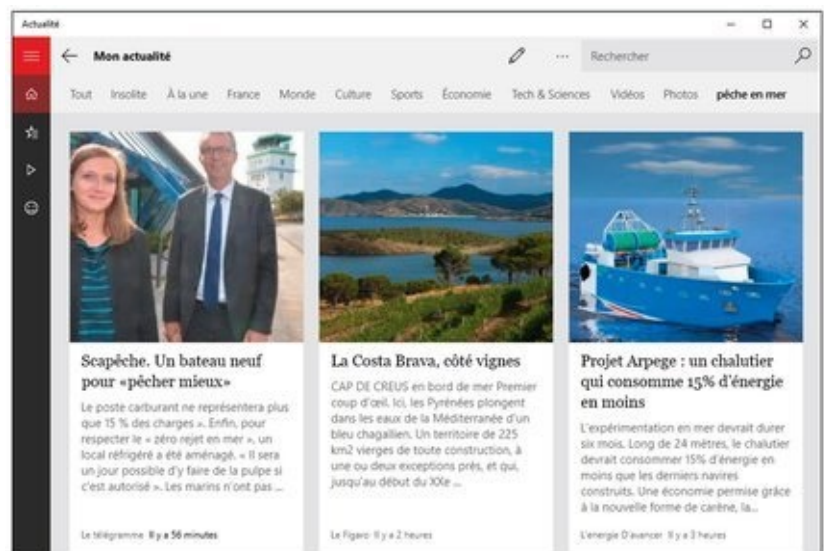 Actualité
Mon actualité
Rechercher
Tout Insolite À la une France Monde Culture Sports Économie Tech & Sciences Vidéos Photos pêche en mer
Scapêche. Un bateau neuf
pour «pêcher mieux»
Le poste carburant ne représentera plus
que 15 % des charges ». Enfin, pour
respecter le « zéro rejet en mer », un
local réfrigéré a été aménagé. « Il sera
un jour possible d'y faire de la pulpe si
c'est autorisé ». Les marins n'ont pas ...
Le télégramme Il y a 56 minutes
La Costa Brava, côté vignes
CAP DE CREUS en bord de mer Premier
coup d'œil. Ici, les Pyrénées plongent
dans les eaux de la Méditerranée d'un
bleu chagallien. Un territoire de 225
km2 vierges de toute construction, à
une ou deux exceptions près, et qui,
jusqu'au début du XXe ...
Le Figaro Il y a 2 heures
Projet Arpege : un chalutier
qui consomme 15% d'énergie
en moins
L'expérimentation en mer devrait durer
six mois. Long de 24 mètres, le chalutier
devrait consommer 15% d'énergie en
moins que les derniers navires
construits. Une économie permise grâce
à la nouvelle forme de carène, la...
L'energie D'avancer Il y a 3 heures